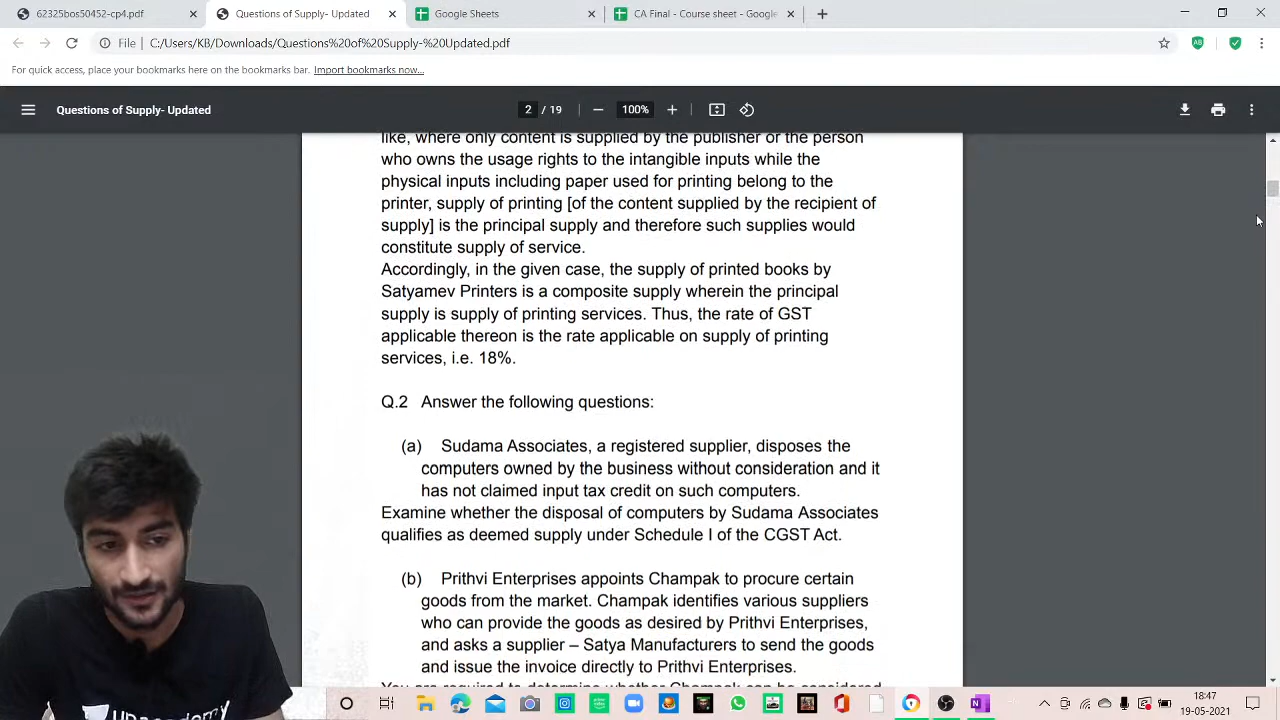 62325bos50452-cp4.pdf
Questions of Supply- Updated
Google Sheets
CA Final - Course sheet - Google
File
C:/Users/KB/Downloads/Questions%20of%20Supply-%20Updated.pdf
For quick access, place your bookmarks here on the bookmarks bar. Import bookmarks now...
Questions of Supply- Updated
2 / 19
100%
like, where only content is supplied by the publisher or the person
who owns the usage rights to the intangible inputs while the
physical inputs including paper used for printing belong to the
printer, supply of printing [of the content supplied by the recipient of
supply] is the principal supply and therefore such supplies would
constitute supply of service.
Accordingly, in the given case, the supply of printed books by
Satyamev Printers is a composite supply wherein the principal
supply is supply of printing services. Thus, the rate of GST
applicable thereon is the rate applicable on supply of printing
services, i.e. 18%.
Q.2 Answer the following questions:
(a) Sudama Associates, a registered supplier, disposes the
computers owned by the business without consideration and it
has not claimed input tax credit on such computers.
Examine whether the disposal of computers by Sudama Associates
qualifies as deemed supply under Schedule I of the CGST Act.
(b) Prithvi Enterprises appoints Champak to procure certain
goods from the market. Champak identifies various suppliers
who can provide the goods as desired by Prithvi Enterprises,
and asks a supplier – Satya Manufacturers to send the goods
and issue the invoice directly to Prithvi Enterprises.
You are required to determine whether Champak can be considered
18:47
19-05-2021